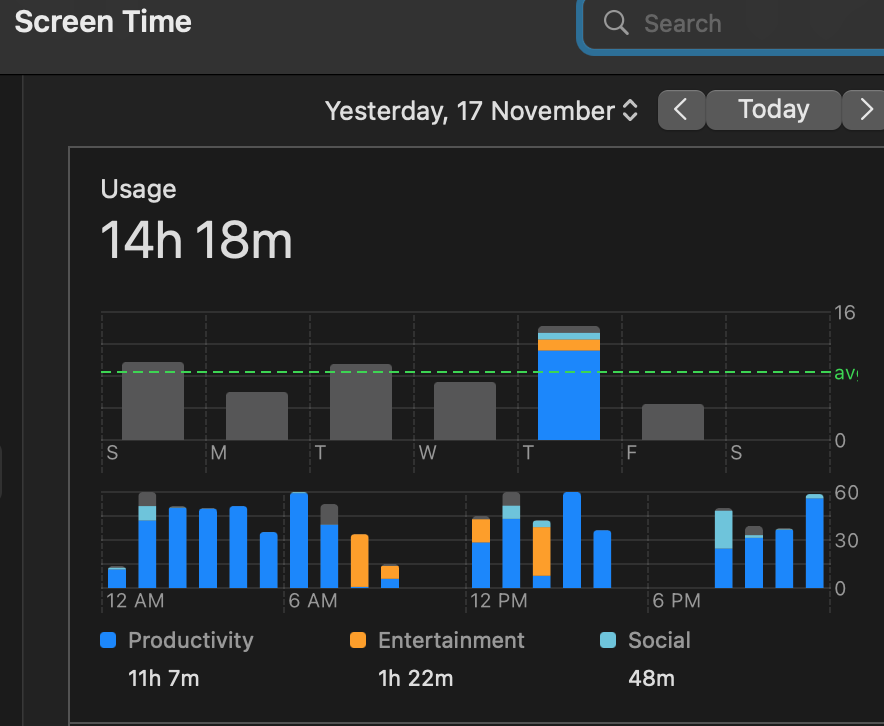 Screen Time
Search
Yesterday, 17 November
Today
Usage
14h 18m
16
avg
0
S M T W T F S
60
30
0
12 AM 6 AM 12 PM 6 PM
Productivity Entertainment Social
11h 7m 1h 22m 48m